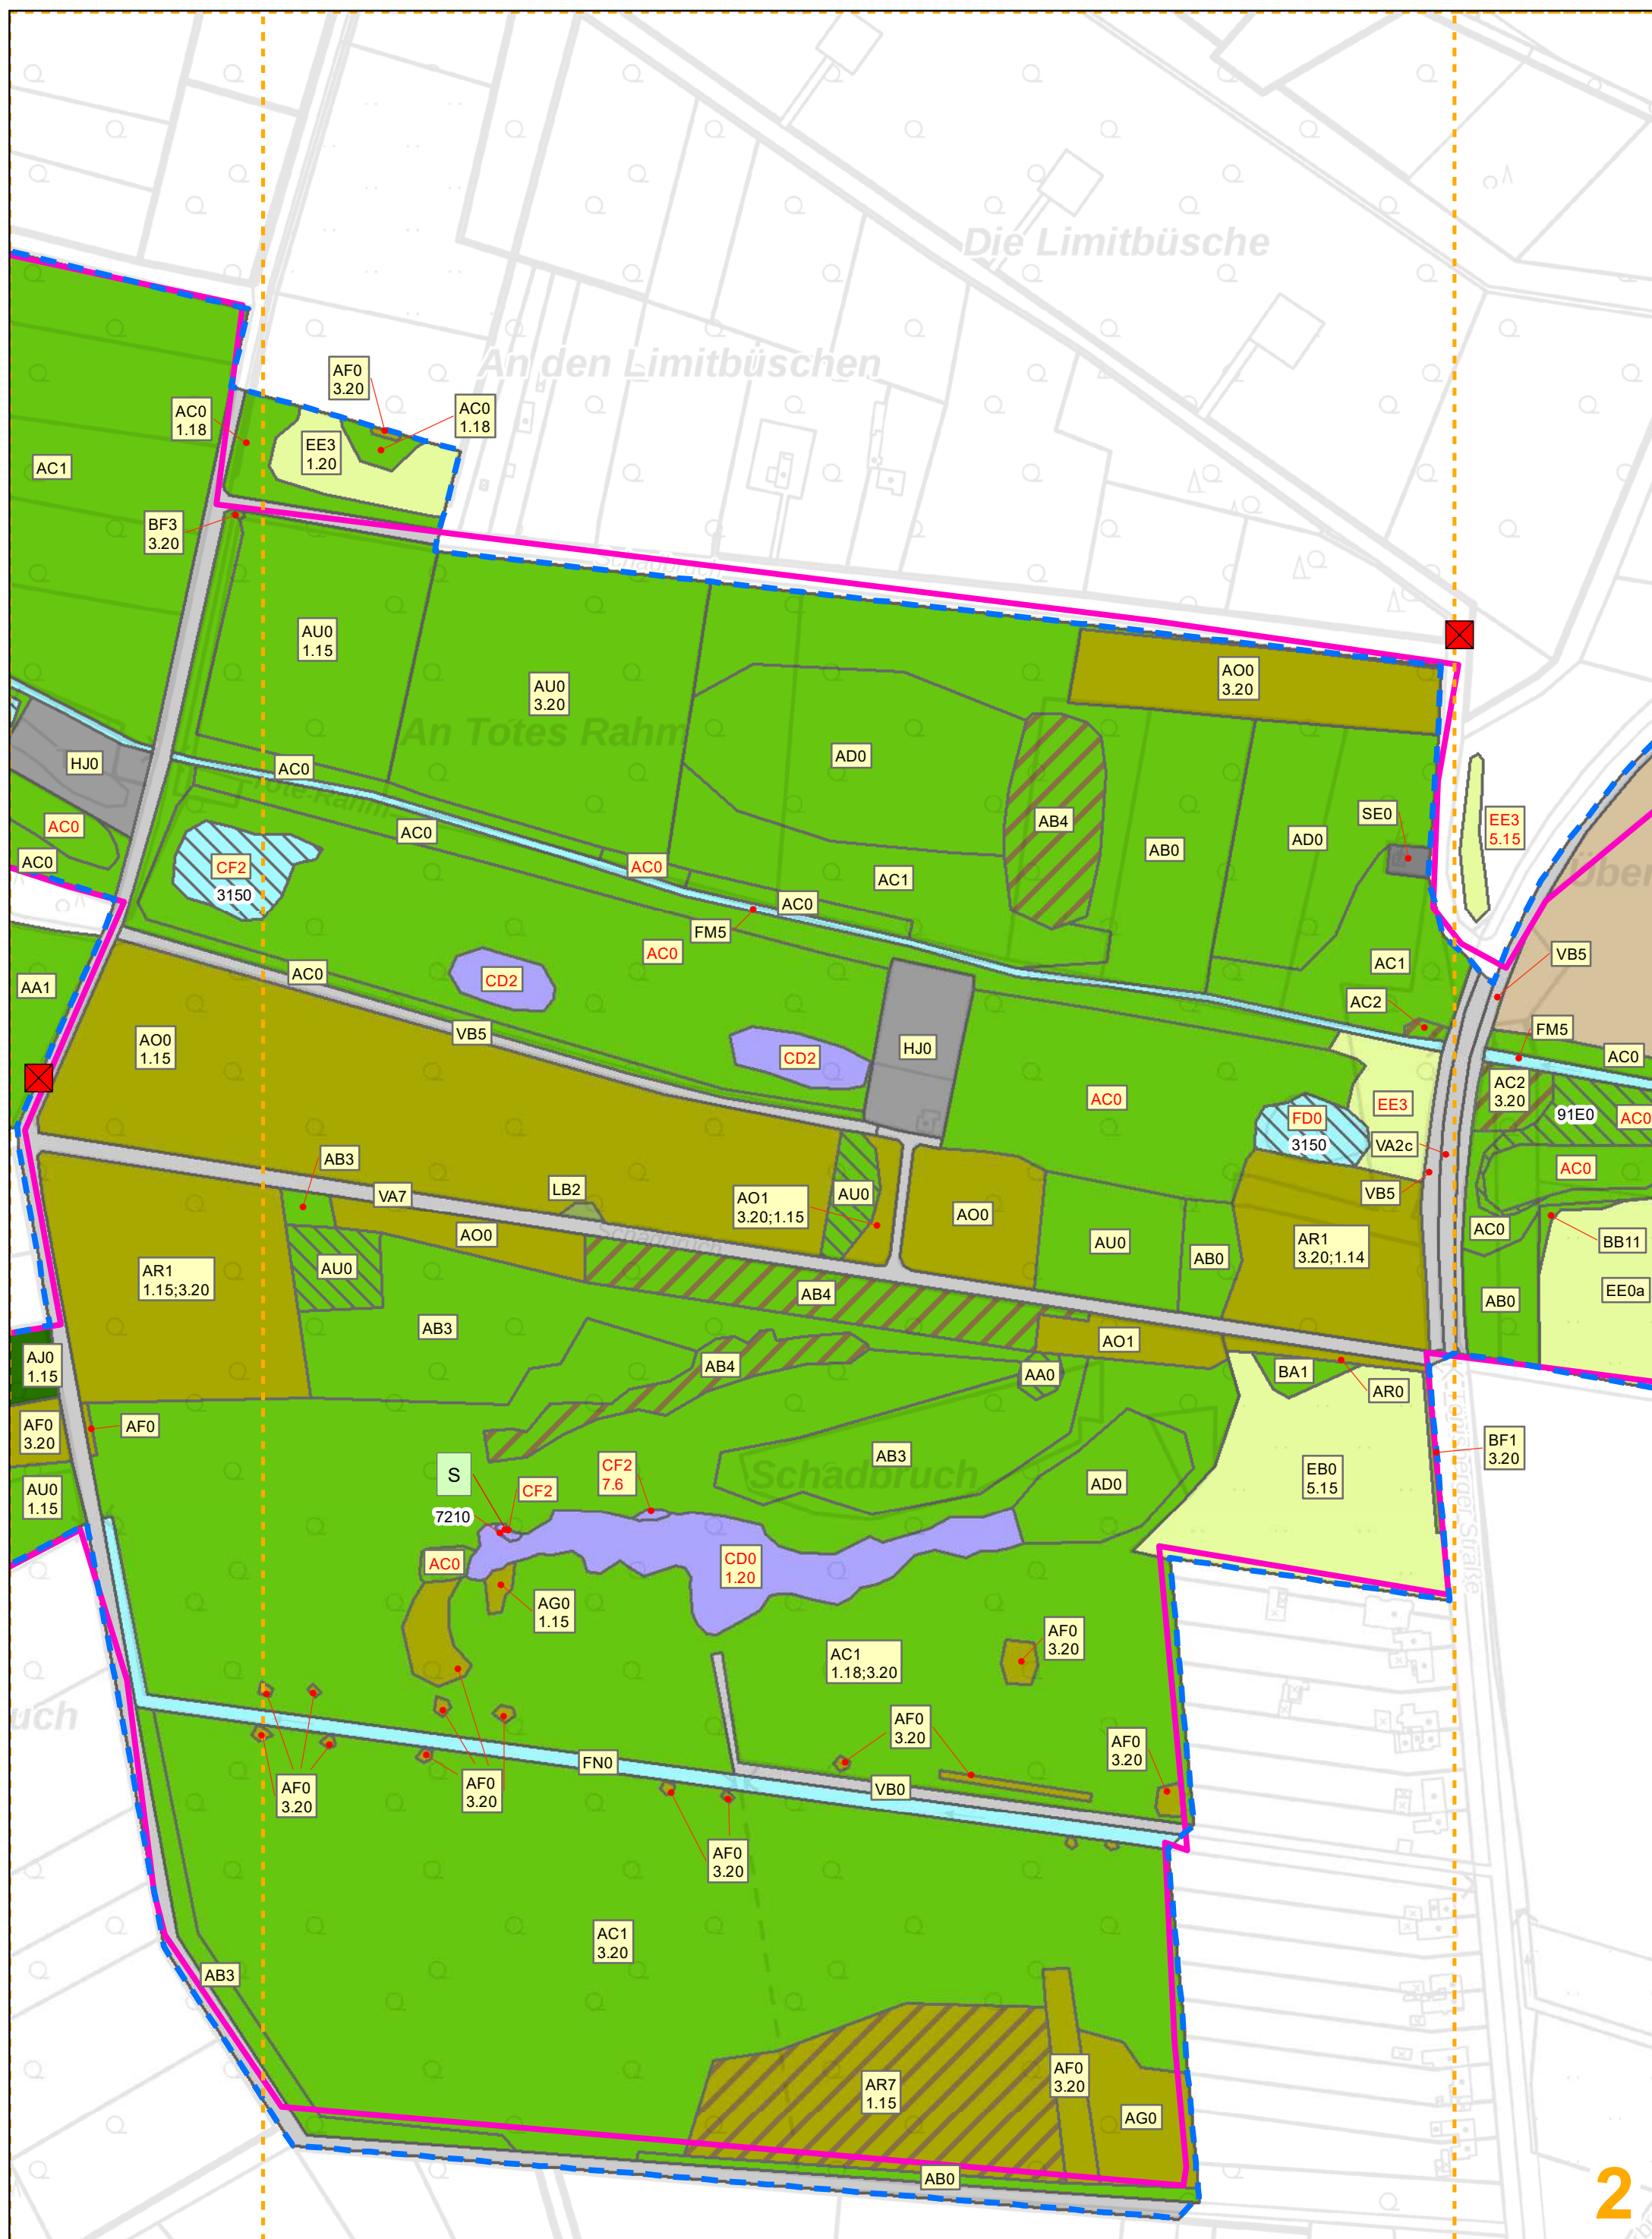 Die Limitbüsche
An den Limitbüschen
AF0
3.20
AC0
1.18
AC0
1.18
EE3
1.20
AC1
BF3
3.20
Schadbruch
AU0
1.15
AU0
3.20
AO0
3.20
An Totes Rahm
AD0
HJ0
AC0
Tote-Rahm-
AC0
AB4
AB0
AD0
SE0
EE3
5.15
Über
AC0
AC0
AC0
CF2
3150
AC1
AC0
FM5
AC0
AC1
VB5
AC0
CD2
AA1
AC2
FM5
AO0
1.15
VB5
CD2
HJ0
AC0
AC0
EE3
AC2
3.20
91E0
AC0
FD0
3150
VA2c
AB3
AC0
VA7
LB2
AO1
3.20;1.15
AU0
VB5
AO0
AO0
Schadbruch
AU0
AB0
AR1
3.20;1.14
AC0
BB11
AR1
1.15;3.20
AU0
AB4
AB0
EE0a
AB3
AO1
AJ0
1.15
AB4
AA0
BA1
AR0
AF0
3.20
AF0
AB3
BF1
3.20
S
CF2
7.6
Schadbruch
AD0
EB0
5.15
AU0
1.15
CF2
7210
AC0
CD0
1.20
AG0
1.15
AF0
3.20
AC1
1.18;3.20
uch
AF0
3.20
AF0
3.20
FN0
AF0
3.20
AF0
3.20
VB0
AF0
3.20
AC1
3.20
AB3
AF0
3.20
AR7
1.15
AG0
AB0
2